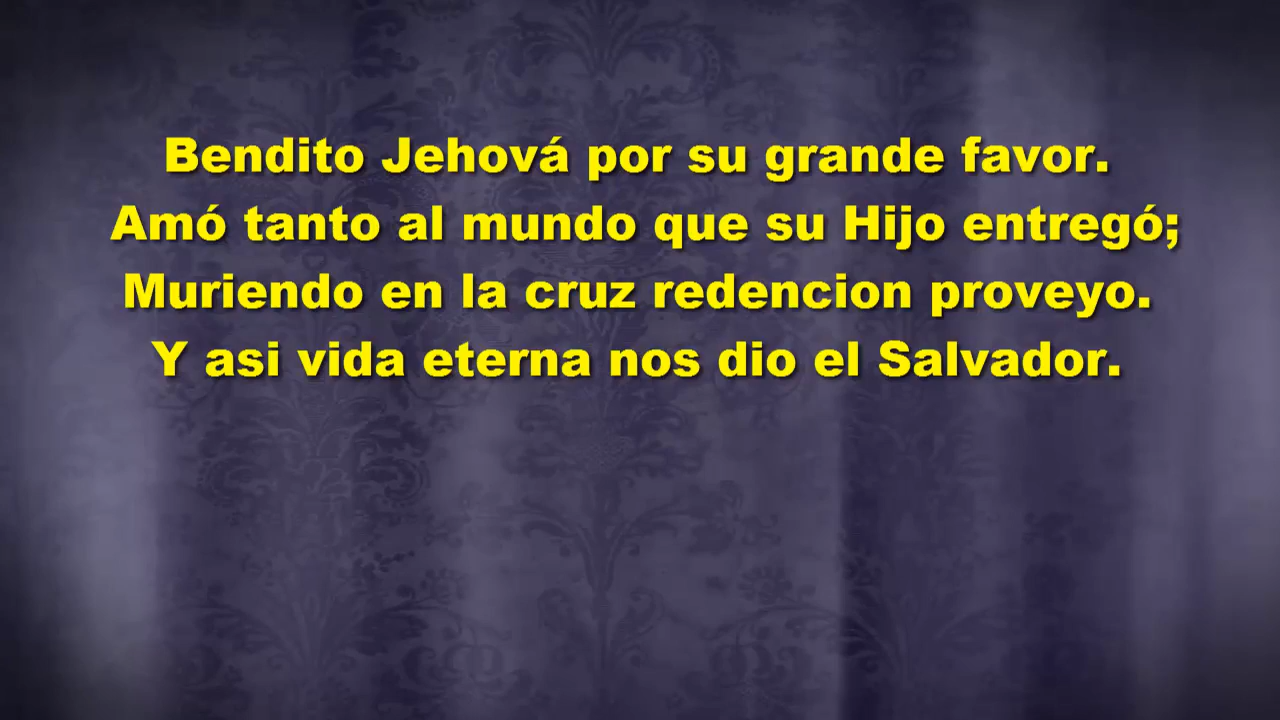 Bendito Jehová por su grande favor.
Amó tanto al mundo que su Hijo entregó;
Muriendo en la cruz redencion proveyo.
Y asi vida eterna nos dio el Salvador.